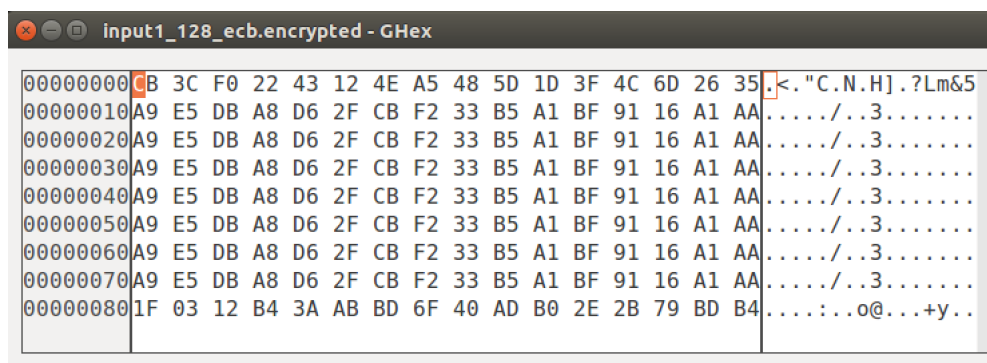 input1_128_ecb.encrypted - GHex
00000000 CB 3C F0 22 43 12 4E A5 48 5D 1D 3F 4C 6D 26 35 .<."C.N.H].?Lm&5
00000010 A9 E5 DB A8 D6 2F CB F2 33 B5 A1 BF 91 16 A1 AA ...../..3.......
00000020 A9 E5 DB A8 D6 2F CB F2 33 B5 A1 BF 91 16 A1 AA ...../..3.......
00000030 A9 E5 DB A8 D6 2F CB F2 33 B5 A1 BF 91 16 A1 AA ...../..3.......
00000040 A9 E5 DB A8 D6 2F CB F2 33 B5 A1 BF 91 16 A1 AA ...../..3.......
00000050 A9 E5 DB A8 D6 2F CB F2 33 B5 A1 BF 91 16 A1 AA ...../..3.......
00000060 A9 E5 DB A8 D6 2F CB F2 33 B5 A1 BF 91 16 A1 AA ...../..3.......
00000070 A9 E5 DB A8 D6 2F CB F2 33 B5 A1 BF 91 16 A1 AA ...../..3.......
00000080 1F 03 12 B4 3A AB BD 6F 40 AD B0 2E 2B 79 BD B4 ....:..o@...+y..